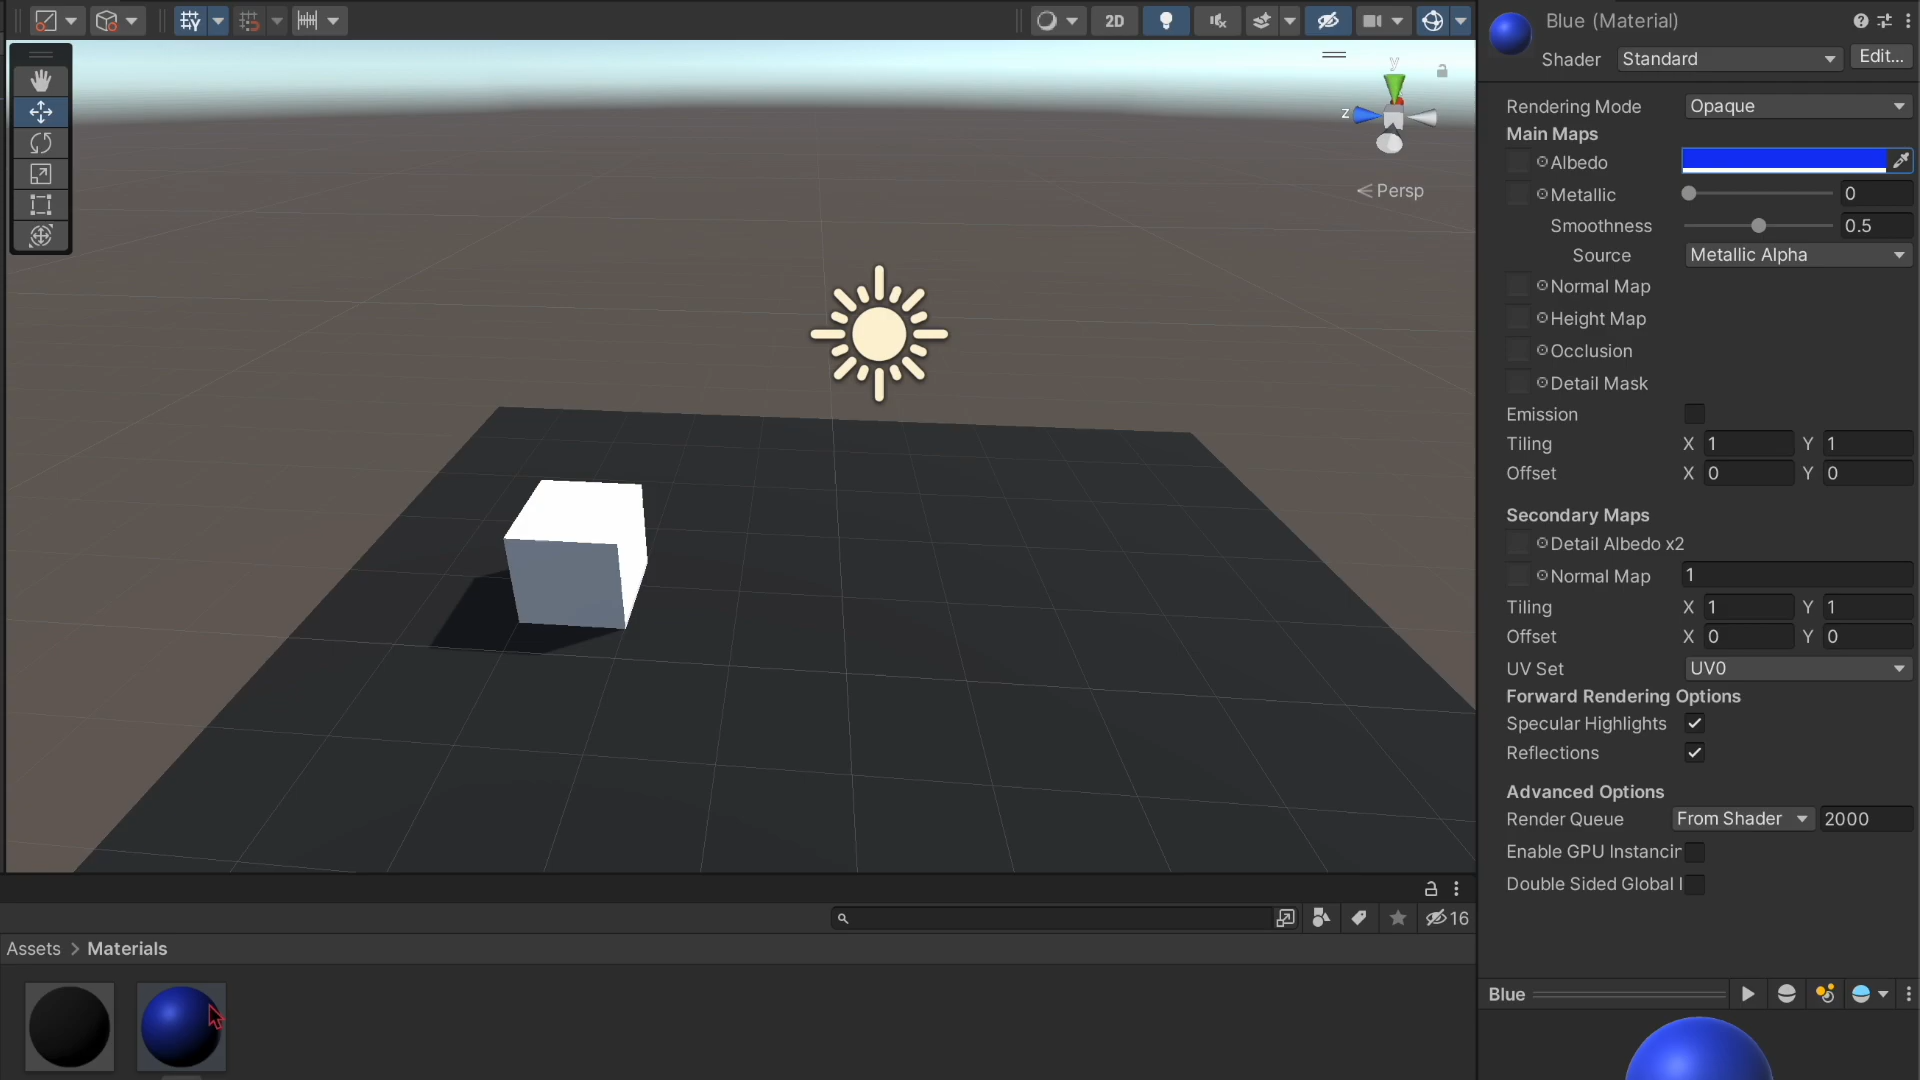 2D
y
z
Persp
16
Assets > Materials
Blue (Material)
Shader Standard Edit...
Rendering Mode Opaque
Main Maps
Albedo
Metallic 0
Smoothness 0.5
Source Metallic Alpha
Normal Map
Height Map
Occlusion
Detail Mask
Emission
Tiling X 1 Y 1
Offset X 0 Y 0
Secondary Maps
Detail Albedo x2
Normal Map 1
Tiling X 1 Y 1
Offset X 0 Y 0
UV Set UV0
Forward Rendering Options
Specular Highlights
Reflections
Advanced Options
Render Queue From Shader 2000
Enable GPU Instancin
Double Sided Global I
Blue